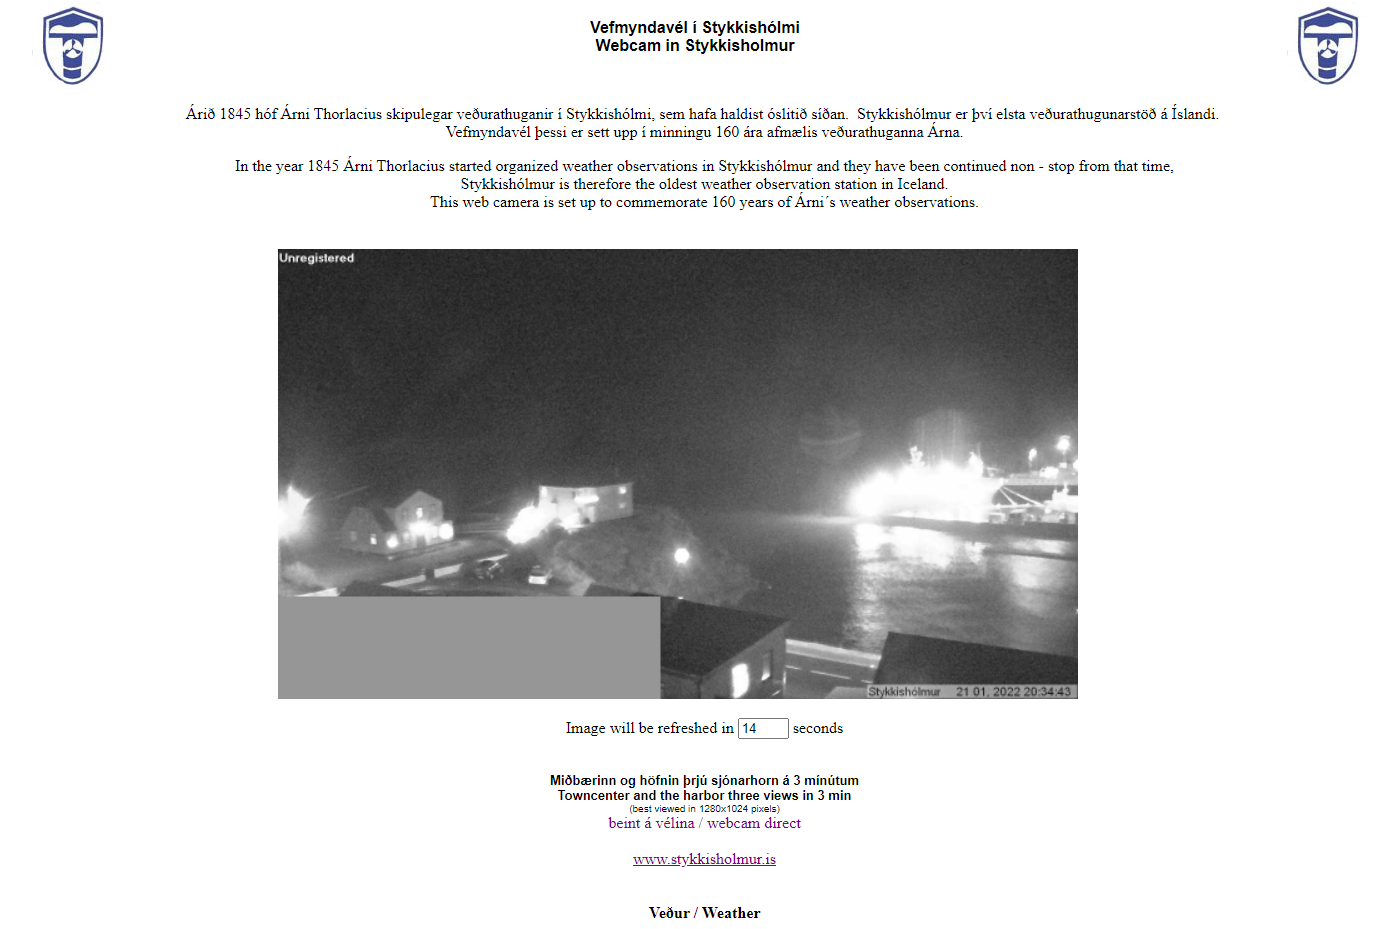 Vefmyndavél í Stykkishólmi
Webcam in Stykkisholmur
Árið 1845 hóf Árni Thorlacius skipulegar veðurathuganir í Stykkishólmi, sem hafa haldist óslitið síðan.  Stykkishólmur er því elsta veðurathugunarstöð á Íslandi.
Vefmyndavél þessi er sett upp í minningu 160 ára afmælis veðurathuganna Árna.
In the year 1845 Árni Thorlacius started organized weather observations in Stykkishólmur and they have been continued non - stop from that time,
Stykkishólmur is therefore the oldest weather observation station in Iceland.
This web camera is set up to commemorate 160 years of Árni´s weather observations.
Unregistered
Stykkishólmur 21 01, 2022 20:34:43
Image will be refreshed in 14 seconds
Miðbærinn og höfnin þrjú sjónarhorn á 3 mínútum
Towncenter and the harbor three views in 3 min
(best viewed in 1280x1024 pixels)
beint á vélina / webcam direct
www.stykkisholmur.is
Veður / Weather